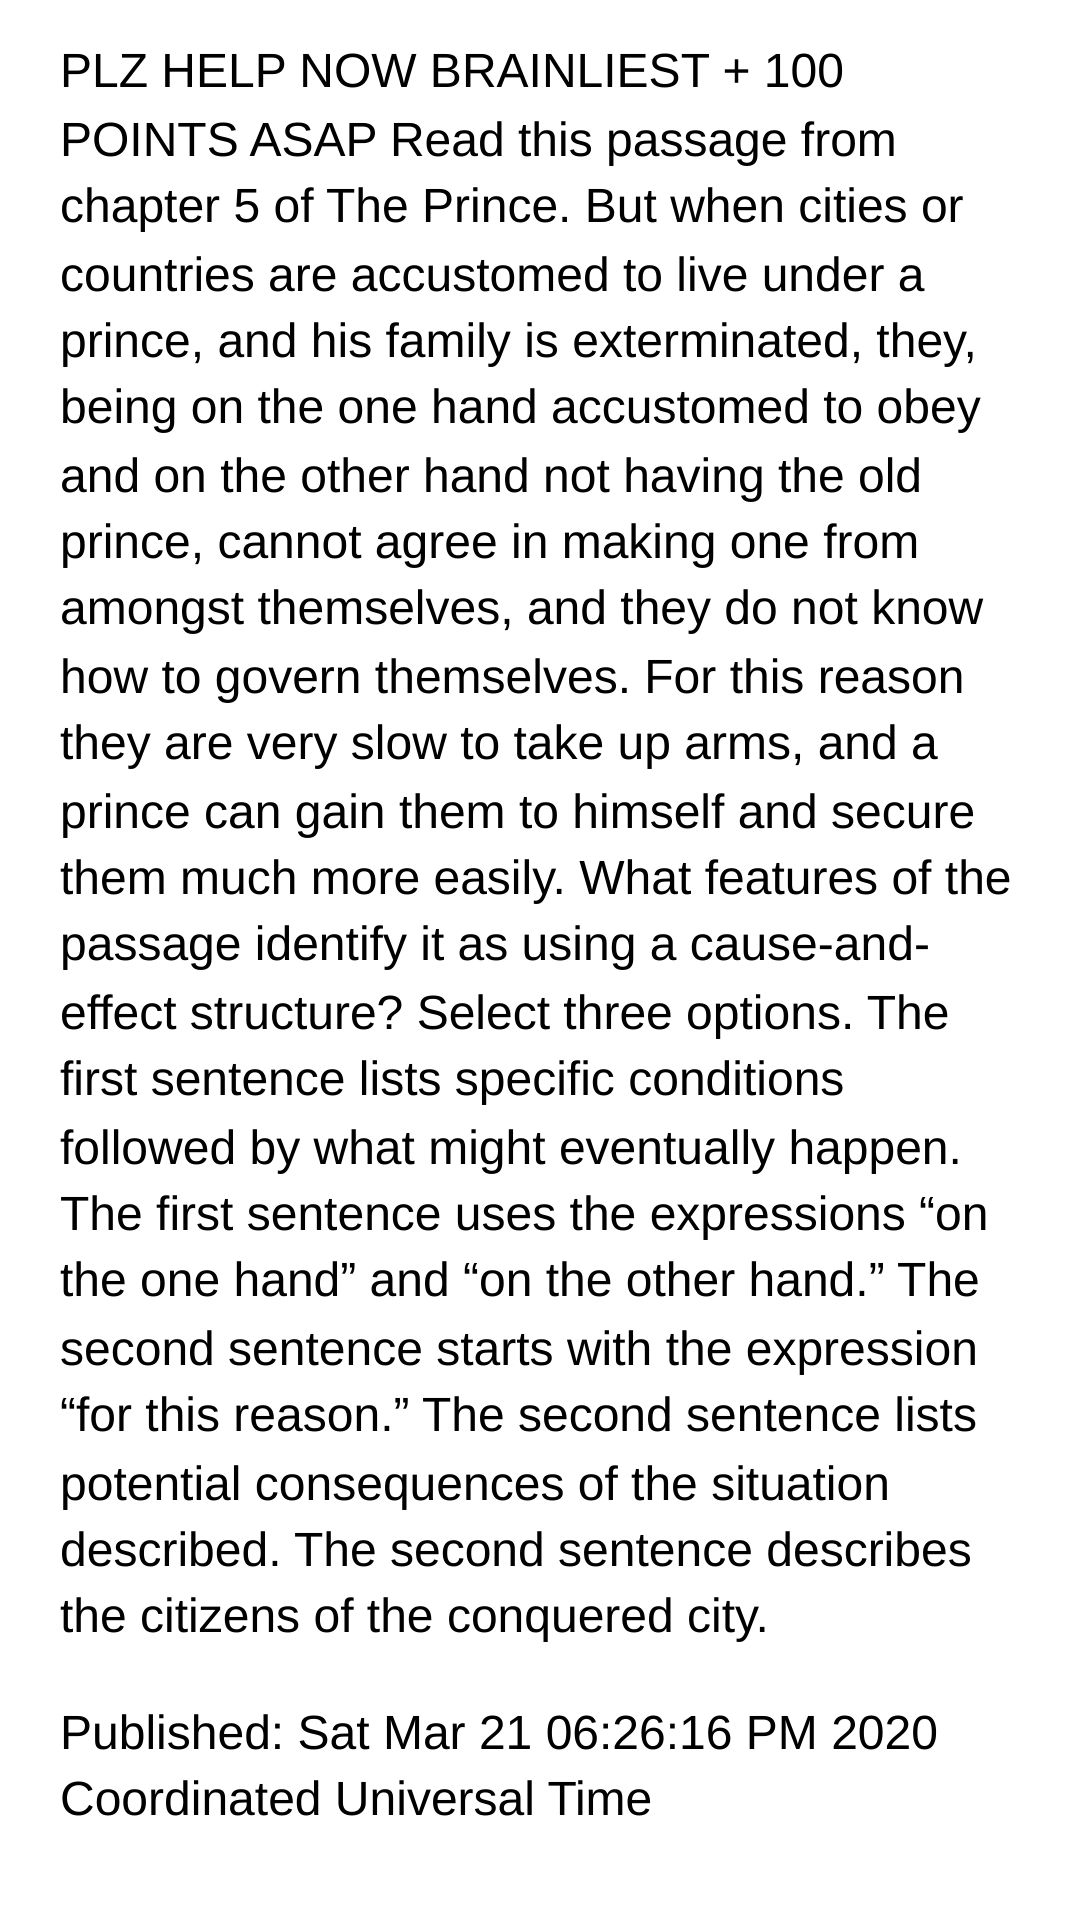 PLZ HELP NOW BRAINLIEST + 100
POINTS ASAP Read this passage from
chapter 5 of The Prince. But when cities or
countries are accustomed to live under a
prince, and his family is exterminated, they,
being on the one hand accustomed to obey
and on the other hand not having the old
prince, cannot agree in making one from
amongst themselves, and they do not know
how to govern themselves. For this reason
they are very slow to take up arms, and a
prince can gain them to himself and secure
them much more easily. What features of the
passage identify it as using a cause-and-
effect structure? Select three options. The
first sentence lists specific conditions
followed by what might eventually happen.
The first sentence uses the expressions “on
the one hand” and “on the other hand.” The
second sentence starts with the expression
“for this reason.” The second sentence lists
potential consequences of the situation
described. The second sentence describes
the citizens of the conquered city.
Published: Sat Mar 21 06:26:16 PM 2020
Coordinated Universal Time